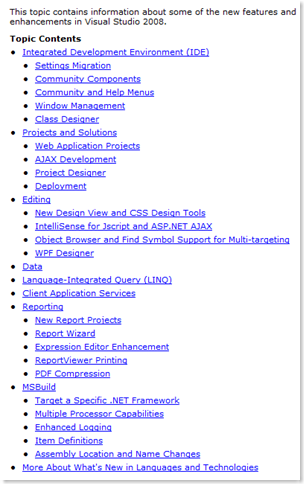 This topic contains information about some of the new features and
enhancements in Visual Studio 2008.
Topic Contents
Integrated Development Environment (IDE)
Settings Migration
Community Components
Community and Help Menus
Window Management
Class Designer
Projects and Solutions
Web Application Projects
AJAX Development
Project Designer
Deployment
Editing
New Design View and CSS Design Tools
IntelliSense for Jscript and ASP.NET AJAX
Object Browser and Find Symbol Support for Multi-targeting
WPF Designer
Data
Language-Integrated Query (LINQ)
Client Application Services
Reporting
New Report Projects
Report Wizard
Expression Editor Enhancement
ReportViewer Printing
PDF Compression
MSBuild
Target a Specific .NET Framework
Multiple Processor Capabilities
Enhanced Logging
Item Definitions
Assembly Location and Name Changes
More About What's New in Languages and Technologies